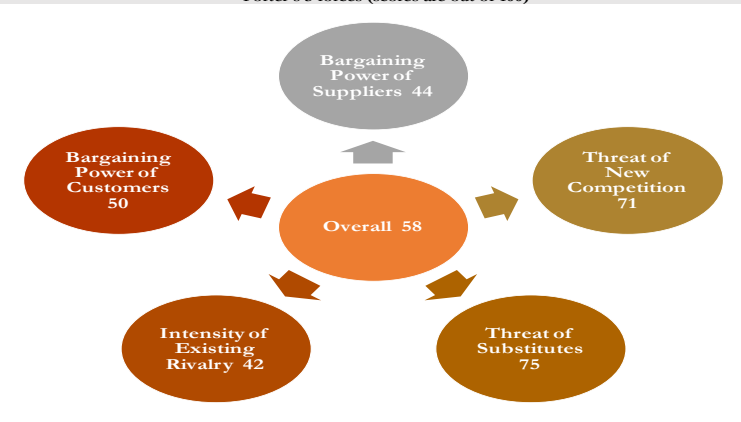 Bargaining
Power of
Suppliers 44
Bargaining
Power of
Customers
50
Threat of
New
Competition
71
Overall 58
Intensity of
Existing
Rivalry 42
Threat of
Substitutes
75